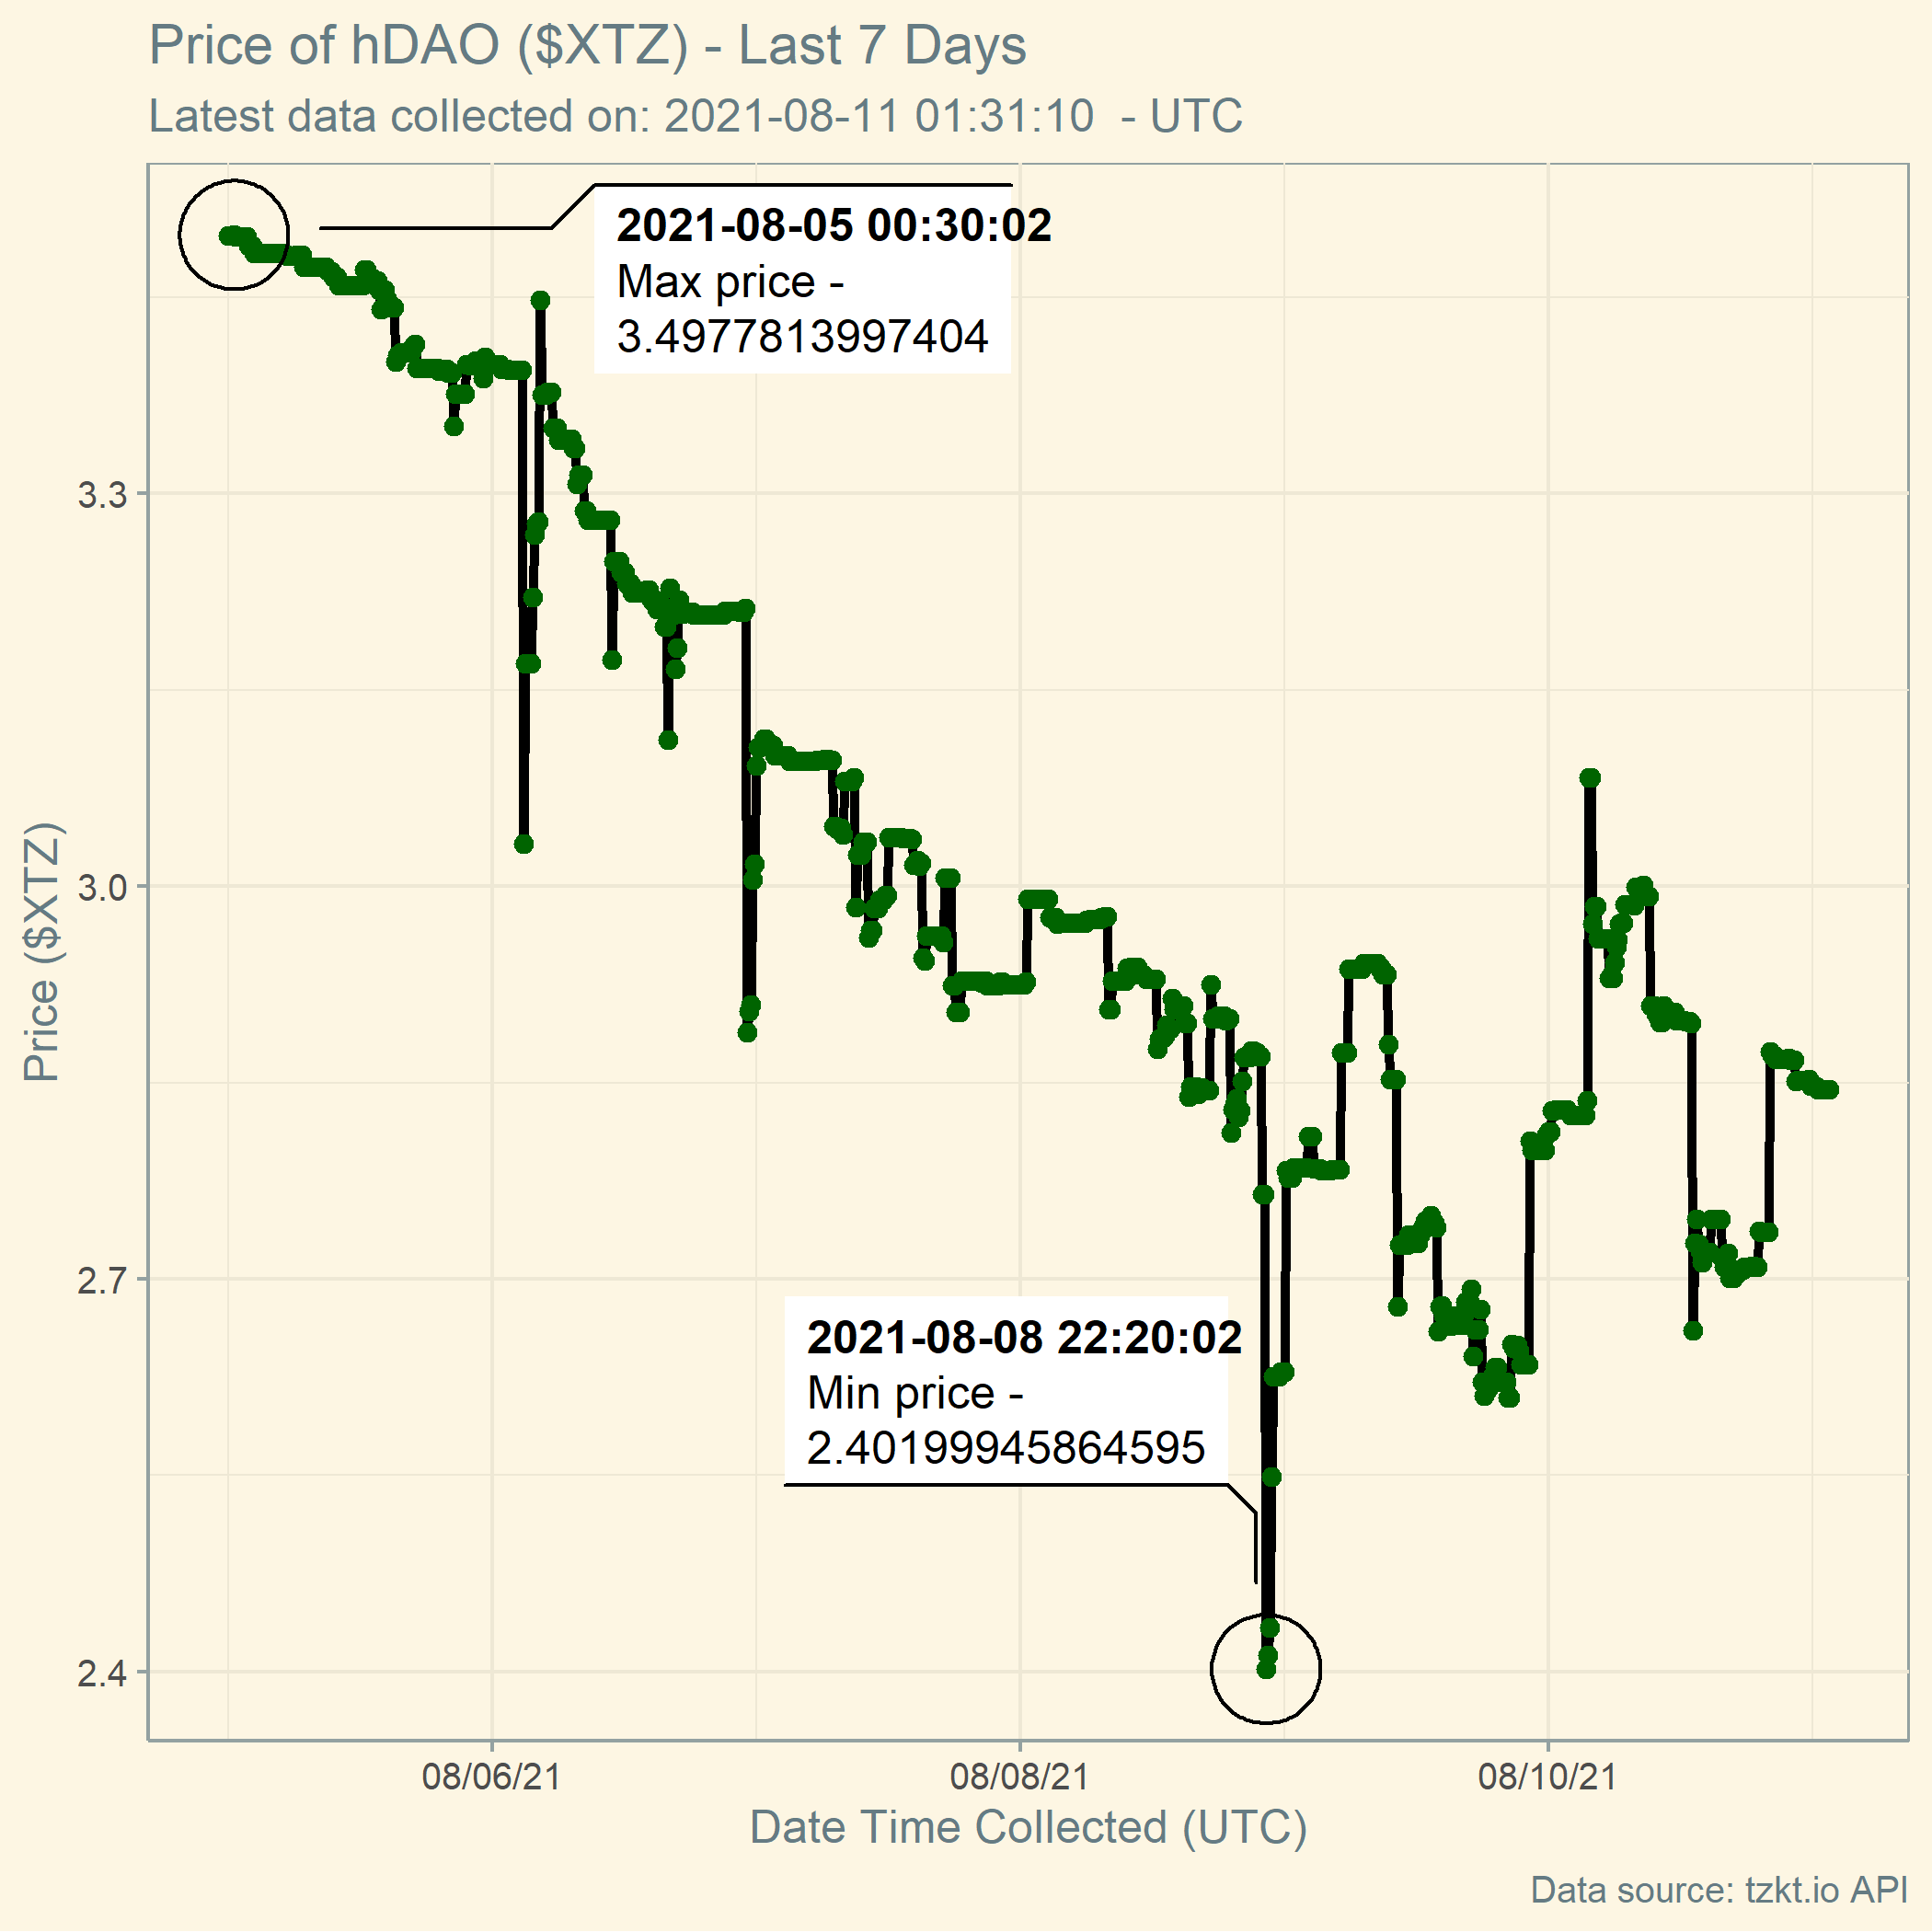 Price of hDAO ($XTZ) - Last 7 Days
Latest data collected on: 2021-08-11 01:31:10  - UTC
2021-08-05 00:30:02
Max price -
3.4977813997404
3.3
3.0
2.7
2.4
Price ($XTZ)
2021-08-08 22:20:02
Min price -
2.40199945864595
08/06/21
08/08/21
08/10/21
Date Time Collected (UTC)
Data source: tzkt.io API